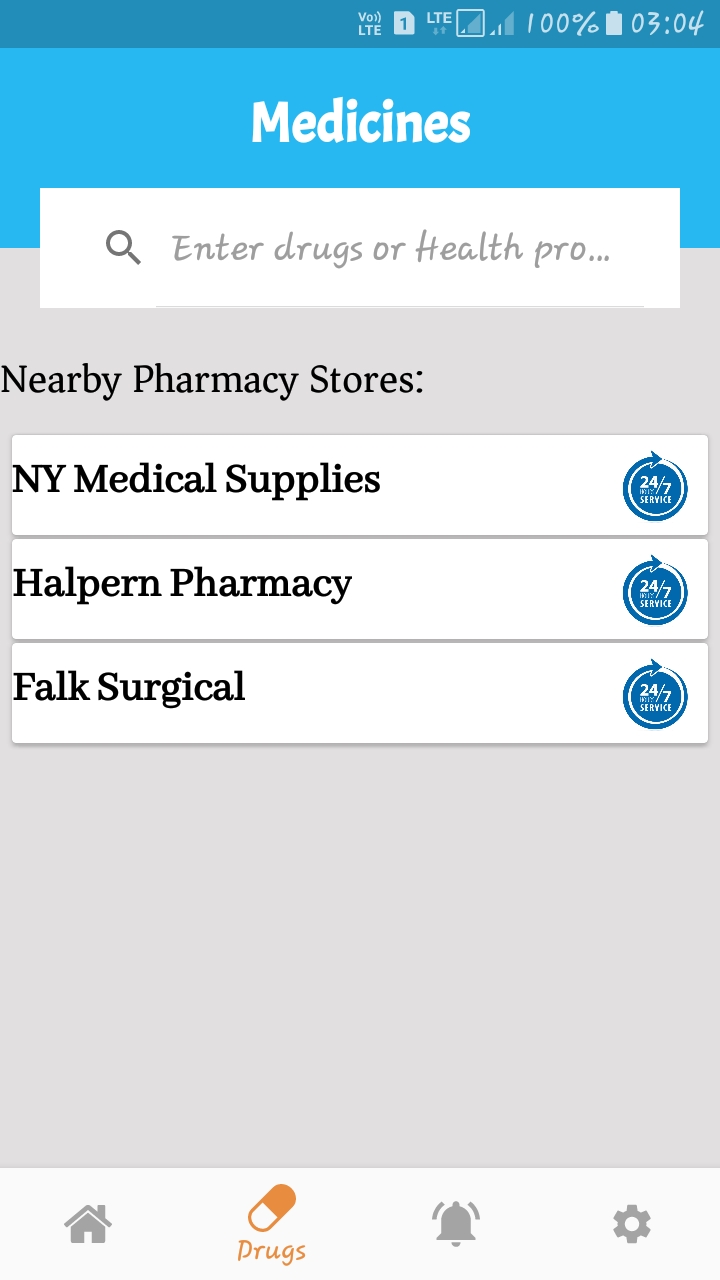 Vo)) LTE 1 LTE 100% 03:04
Medicines
Enter drugs or Health pro...
Nearby Pharmacy Stores:
NY Medical Supplies
24/7
SERVICE
Halpern Pharmacy
24/7
SERVICE
Falk Surgical
24/7
SERVICE
Drugs